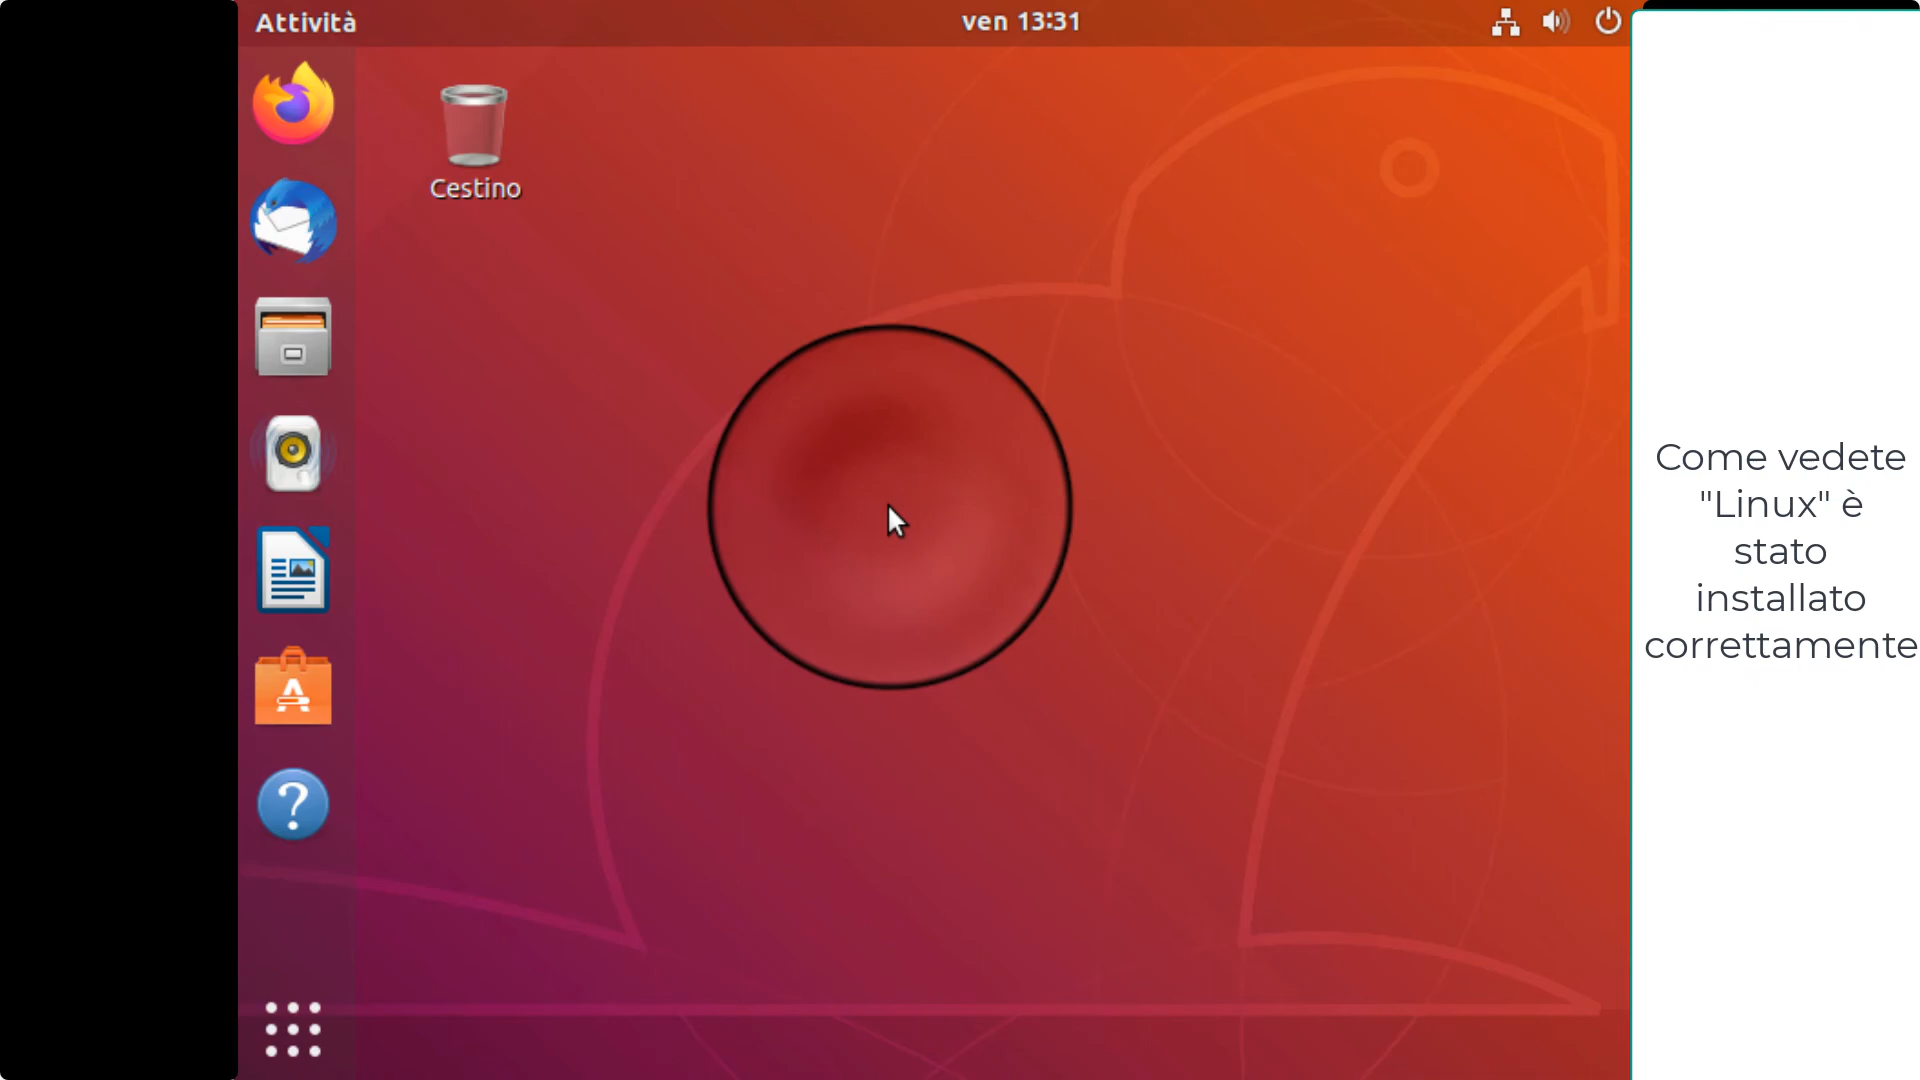 Attività
ven 13:31
Cestino
Come vedete
"Linux" è
stato
installato
correttamente